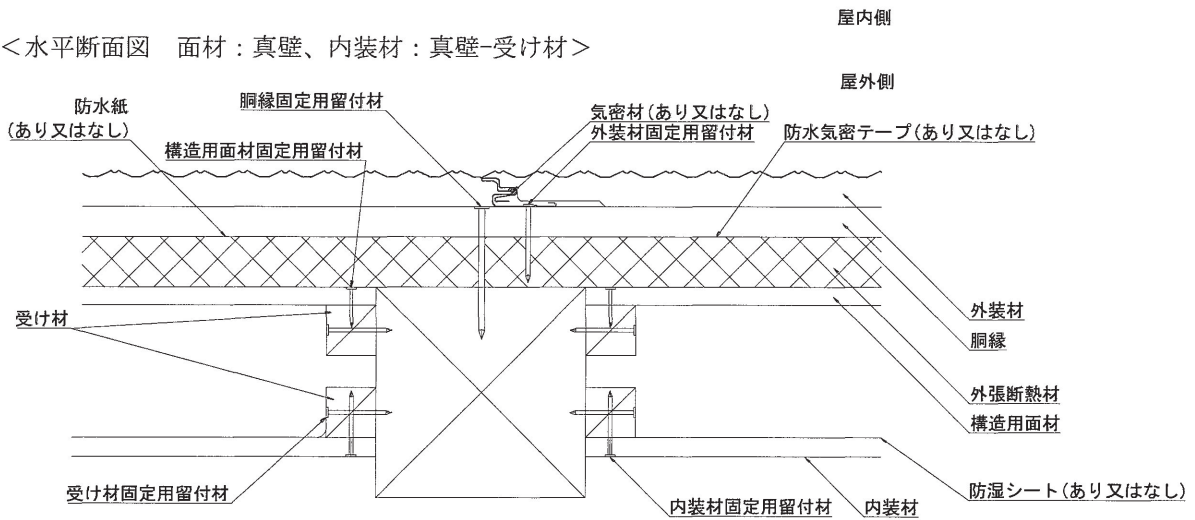 屋内側
<水平断面図　面材：真壁、内装材：真壁-受け材>
屋外側
防水紙
(あり又はなし)
胴縁固定用留付材
気密材(あり又はなし)
外装材固定用留付材
防水気密テープ(あり又はなし)
構造用面材固定用留付材
受け材
外装材
胴縁
外張断熱材
構造用面材
受け材固定用留付材
内装材固定用留付材
内装材
防湿シート(あり又はなし)